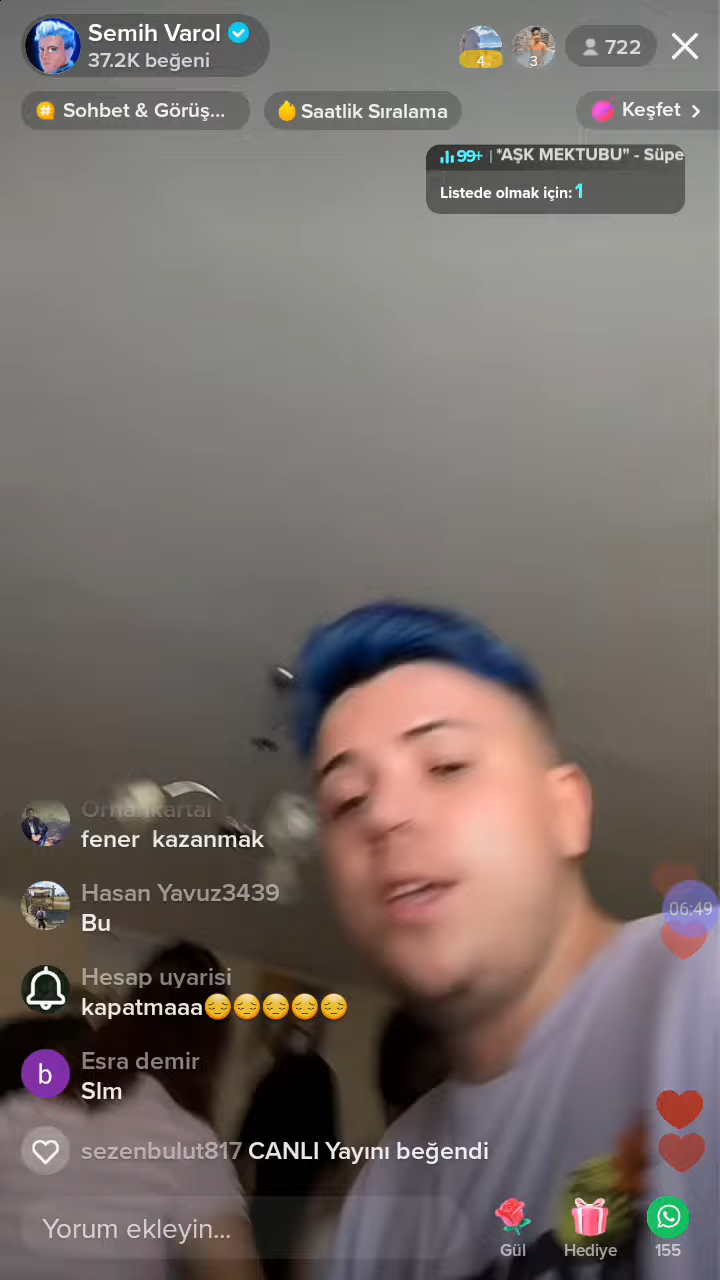 Semih Varol
37.2K beğeni
4
3
722
Sohbet & Görüş...
Saatlik Sıralama
Keşfet
99+ | "AŞK MEKTUBU" - Süpe
Listede olmak için: 1
Orhan kartal
fener kazanmak
Hasan Yavuz3439
Bu
06:49
Hesap uyarisi
kapatmaaa😔😔😔😔😔
b
Esra demir
Slm
sezenbulut817 CANLI Yayını beğendi
Yorum ekleyin...
Gül
Hediye
155